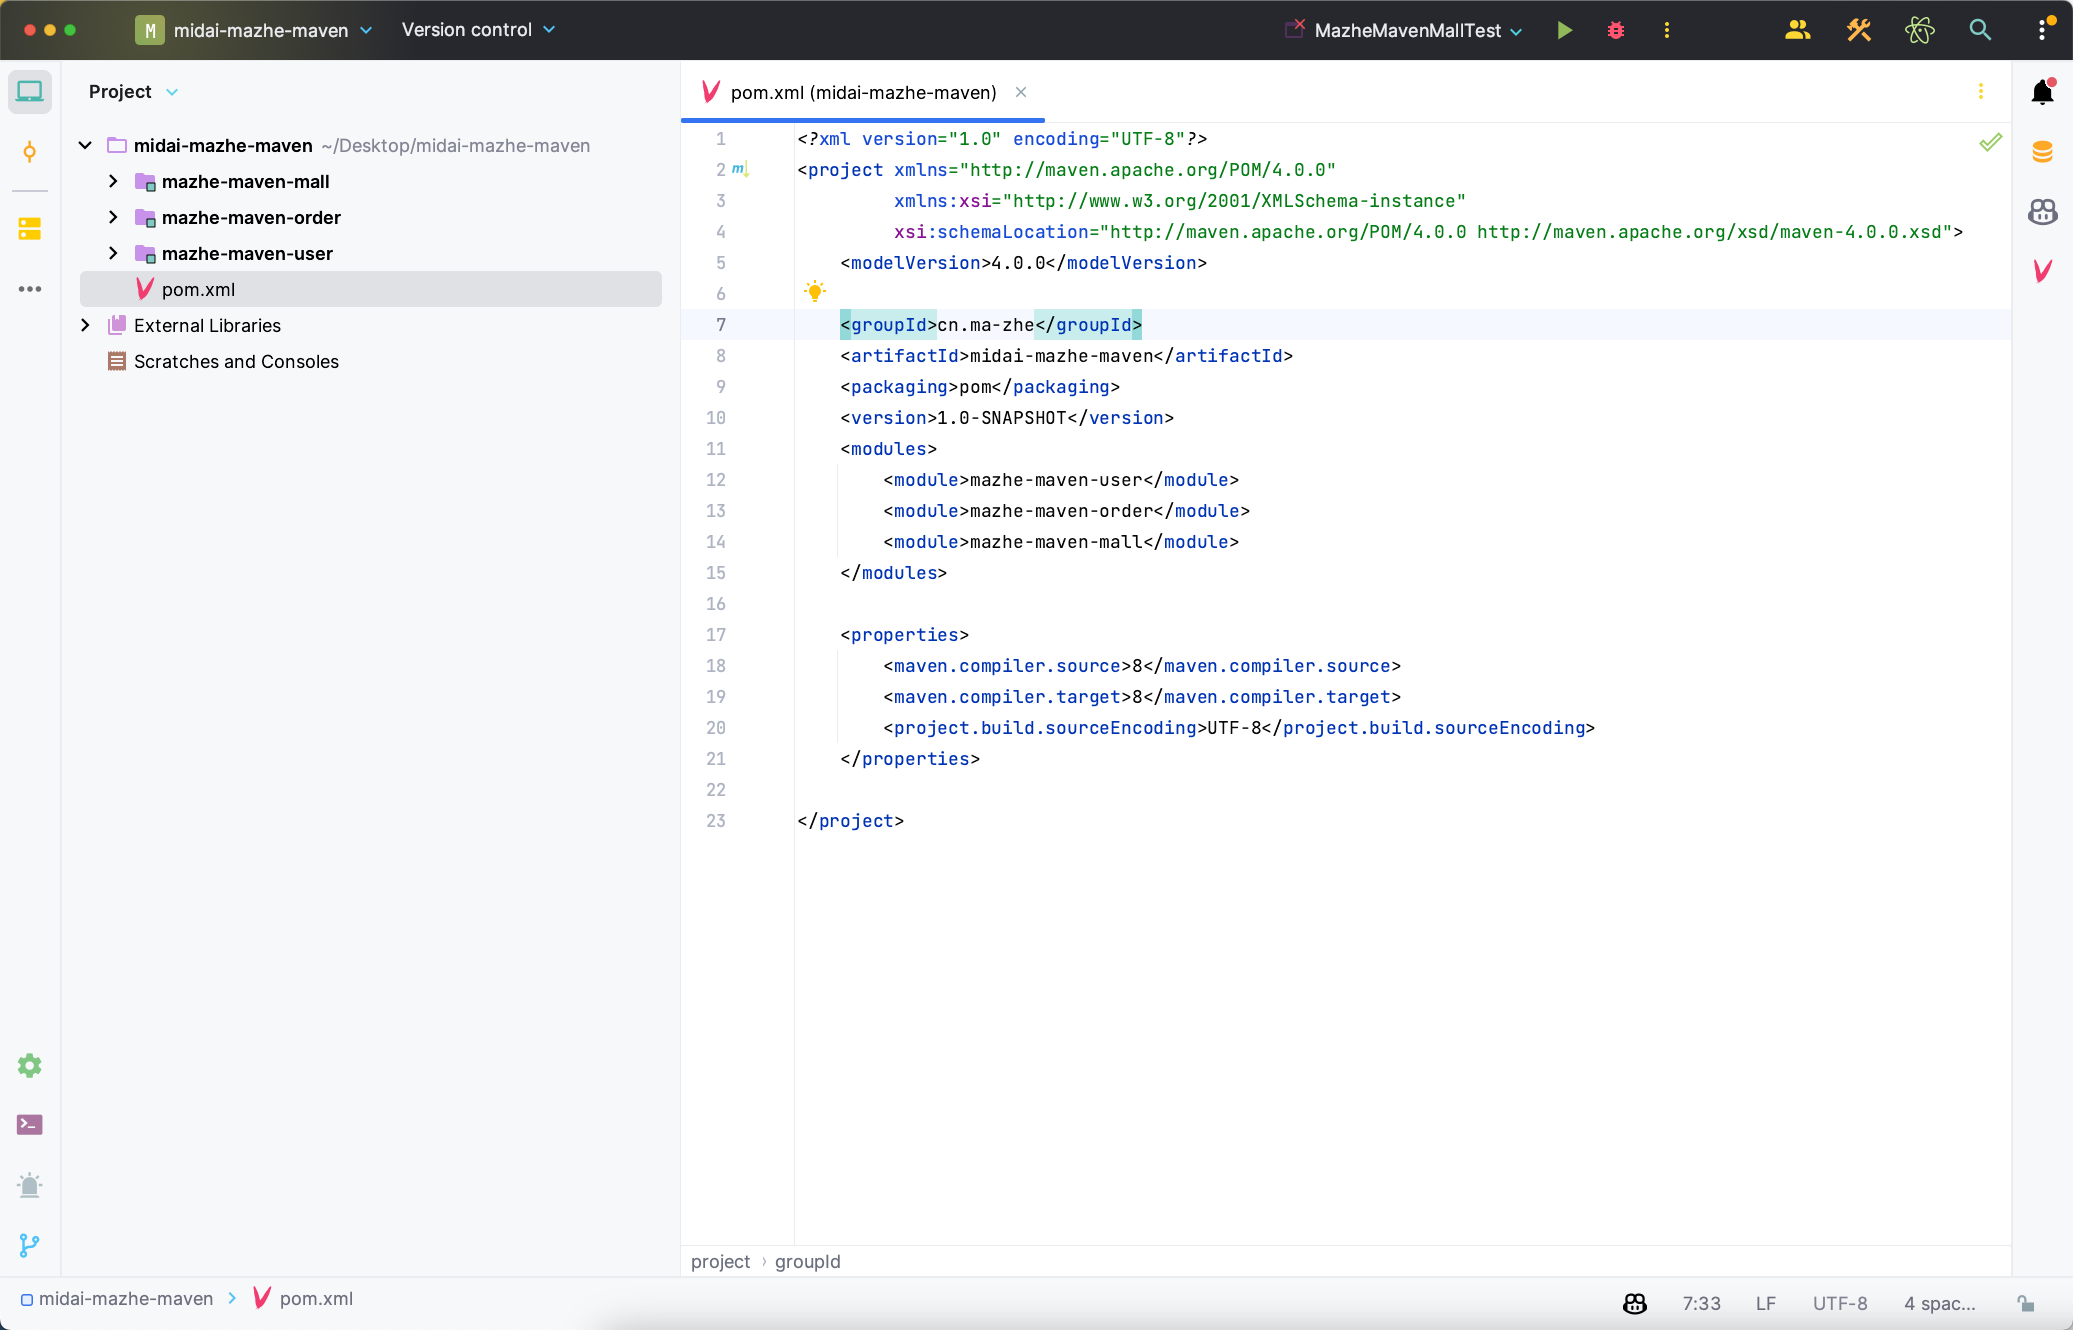 M midai-mazhe-maven Version control MazheMavenMallTest
Project
midai-mazhe-maven ~/Desktop/midai-mazhe-maven
mazhe-maven-mall
mazhe-maven-order
mazhe-maven-user
pom.xml
External Libraries
Scratches and Consoles
pom.xml (midai-mazhe-maven)
1 <?xml version="1.0" encoding="UTF-8"?>
2 <project xmlns="http://maven.apache.org/POM/4.0.0"
3 xmlns:xsi="http://www.w3.org/2001/XMLSchema-instance"
4 xsi:schemaLocation="http://maven.apache.org/POM/4.0.0 http://maven.apache.org/xsd/maven-4.0.0.xsd">
5 <modelVersion>4.0.0</modelVersion>
6
7 <groupId>cn.ma-zhe</groupId>
8 <artifactId>midai-mazhe-maven</artifactId>
9 <packaging>pom</packaging>
10 <version>1.0-SNAPSHOT</version>
11 <modules>
12 <module>mazhe-maven-user</module>
13 <module>mazhe-maven-order</module>
14 <module>mazhe-maven-mall</module>
15 </modules>
16
17 <properties>
18 <maven.compiler.source>8</maven.compiler.source>
19 <maven.compiler.target>8</maven.compiler.target>
20 <project.build.sourceEncoding>UTF-8</project.build.sourceEncoding>
21 </properties>
22
23 </project>
project › groupId
midai-mazhe-maven > pom.xml
7:33 LF UTF-8 4 spac...